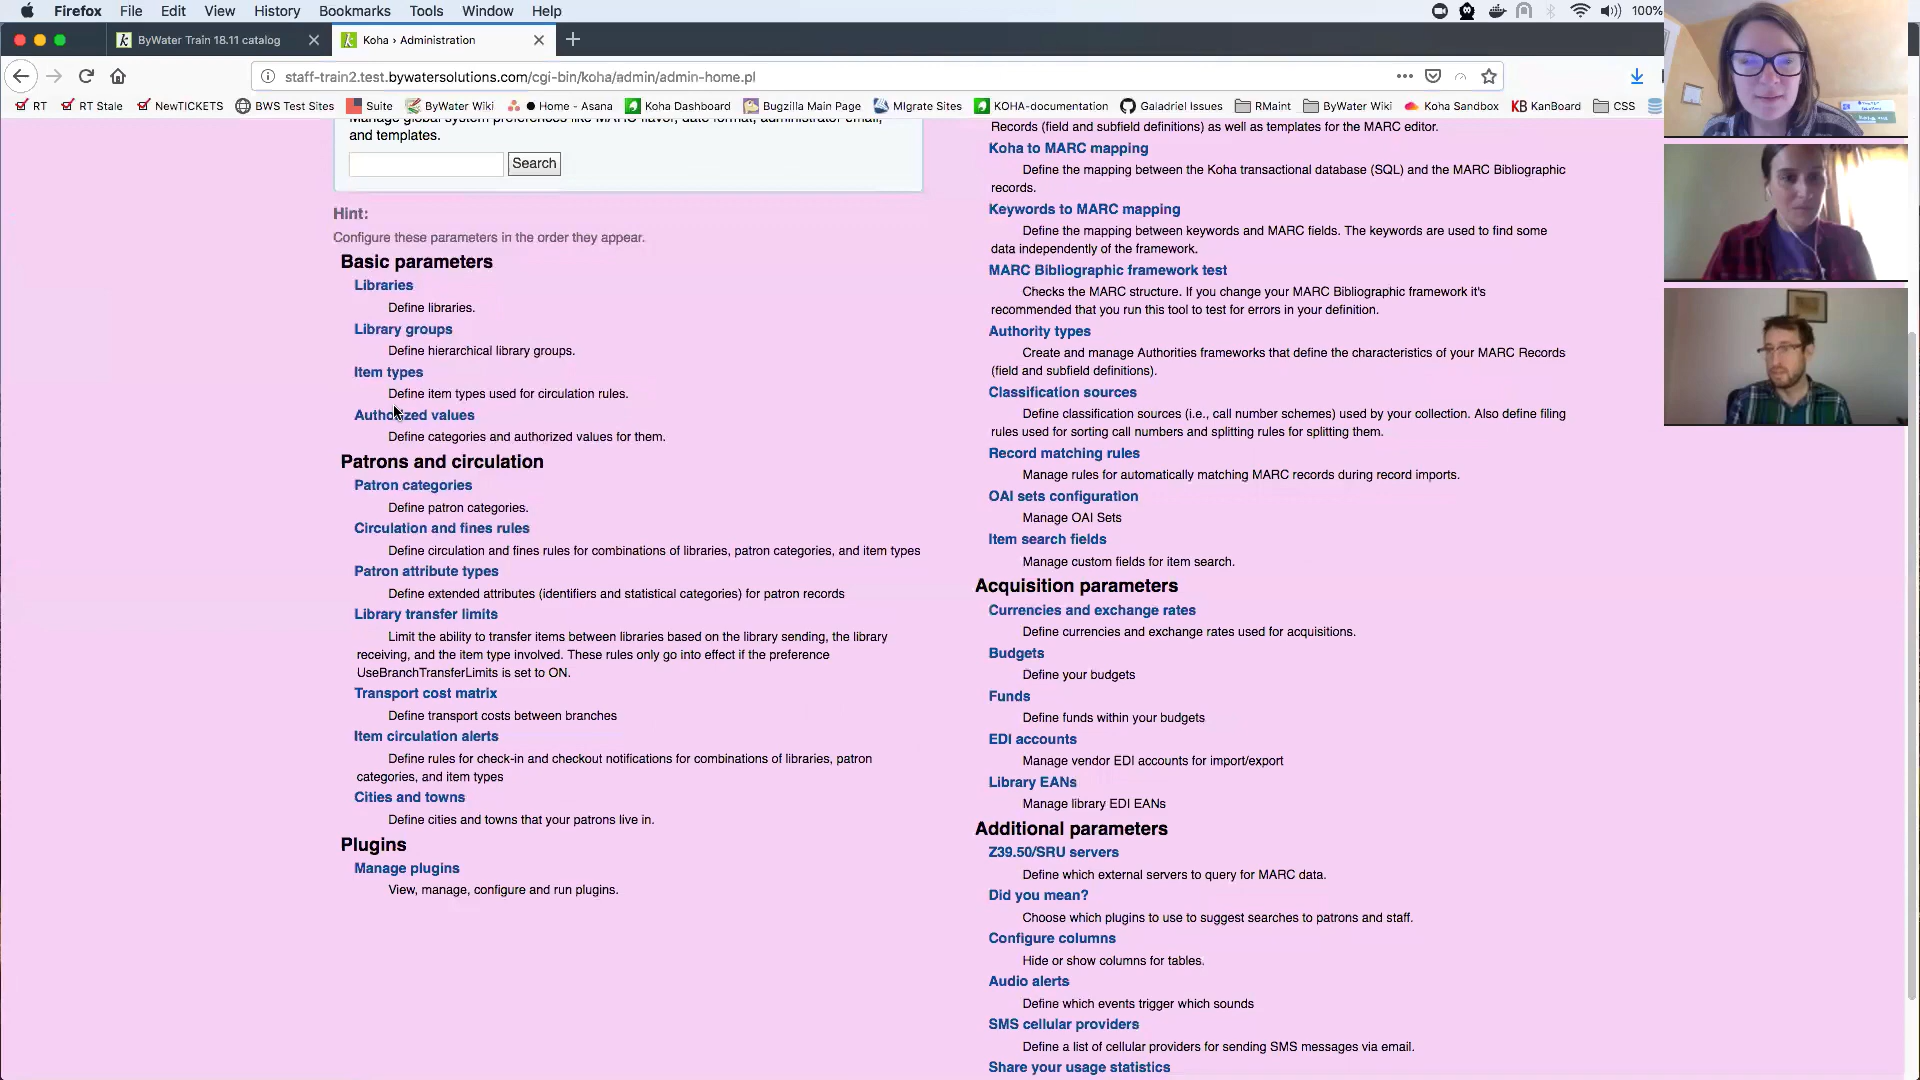 Firefox File Edit View History Bookmarks Tools Window Help 100%
ByWater Train 18.11 catalog
Koha › Administration
staff-train2.test.bywatersolutions.com/cgi-bin/koha/admin/admin-home.pl
RT RT Stale NewTICKETS BWS Test Sites Suite ByWater Wiki Home - Asana Koha Dashboard Bugzilla Main Page MIgrate Sites KOHA-documentation Galadriel Issues RMaint ByWater Wiki Koha Sandbox KB KanBoard CSS
Manage global system preferences like MARC flavor, date format, administrator email,
and templates.
Search
Hint:
Configure these parameters in the order they appear.
Basic parameters
Libraries
Define libraries.
Library groups
Define hierarchical library groups.
Item types
Define item types used for circulation rules.
Authorized values
Define categories and authorized values for them.
Patrons and circulation
Patron categories
Define patron categories.
Circulation and fines rules
Define circulation and fines rules for combinations of libraries, patron categories, and item types
Patron attribute types
Define extended attributes (identifiers and statistical categories) for patron records
Library transfer limits
Limit the ability to transfer items between libraries based on the library sending, the library
receiving, and the item type involved. These rules only go into effect if the preference
UseBranchTransferLimits is set to ON.
Transport cost matrix
Define transport costs between branches
Item circulation alerts
Define rules for check-in and checkout notifications for combinations of libraries, patron
categories, and item types
Cities and towns
Define cities and towns that your patrons live in.
Plugins
Manage plugins
View, manage, configure and run plugins.
Records (field and subfield definitions) as well as templates for the MARC editor.
Koha to MARC mapping
Define the mapping between the Koha transactional database (SQL) and the MARC Bibliographic
records.
Keywords to MARC mapping
Define the mapping between keywords and MARC fields. The keywords are used to find some
data independently of the framework.
MARC Bibliographic framework test
Checks the MARC structure. If you change your MARC Bibliographic framework it's
recommended that you run this tool to test for errors in your definition.
Authority types
Create and manage Authorities frameworks that define the characteristics of your MARC Records
(field and subfield definitions).
Classification sources
Define classification sources (i.e., call number schemes) used by your collection. Also define filing
rules used for sorting call numbers and splitting rules for splitting them.
Record matching rules
Manage rules for automatically matching MARC records during record imports.
OAI sets configuration
Manage OAI Sets
Item search fields
Manage custom fields for item search.
Acquisition parameters
Currencies and exchange rates
Define currencies and exchange rates used for acquisitions.
Budgets
Define your budgets
Funds
Define funds within your budgets
EDI accounts
Manage vendor EDI accounts for import/export
Library EANs
Manage library EDI EANs
Additional parameters
Z39.50/SRU servers
Define which external servers to query for MARC data.
Did you mean?
Choose which plugins to use to suggest searches to patrons and staff.
Configure columns
Hide or show columns for tables.
Audio alerts
Define which events trigger which sounds
SMS cellular providers
Define a list of cellular providers for sending SMS messages via email.
Share your usage statistics